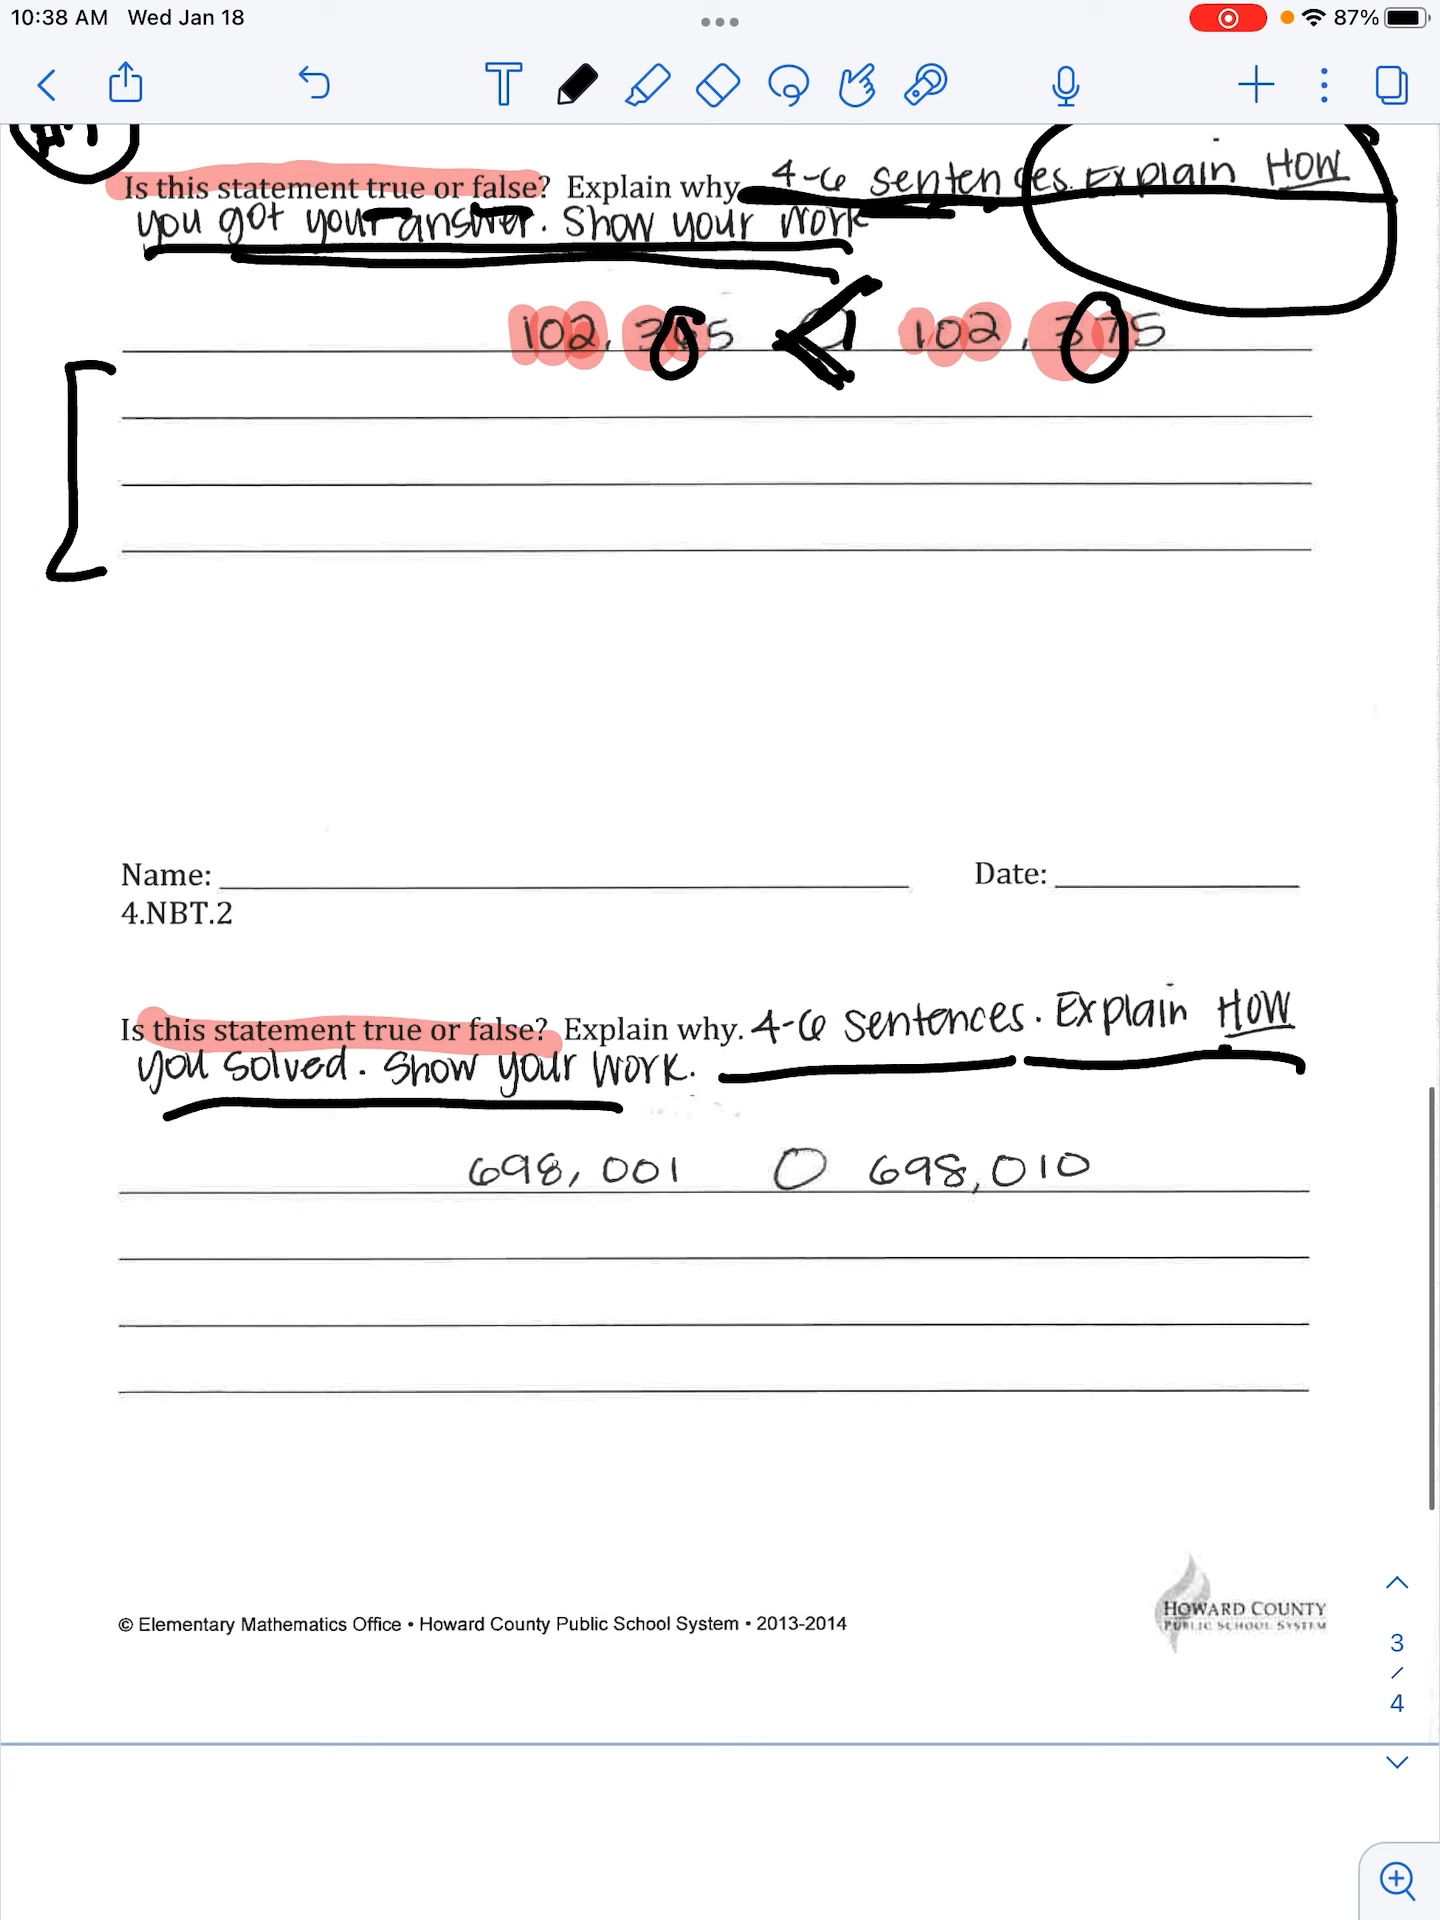 10:38 AM Wed Jan 18
87%
Is this statement true or false? Explain why 4-6 sentences. Explain HOW
you got your answer. Show your work
102, 5 < 102, 375
Name:
Date:
4.NBT.2
Is this statement true or false? Explain why. 4-6 sentences. Explain HOW
you solved. Show your work.
698,001 O 698,010
© Elementary Mathematics Office • Howard County Public School System • 2013-2014
HOWARD COUNTY
PUBLIC SCHOOL SYSTEM
3
/
4